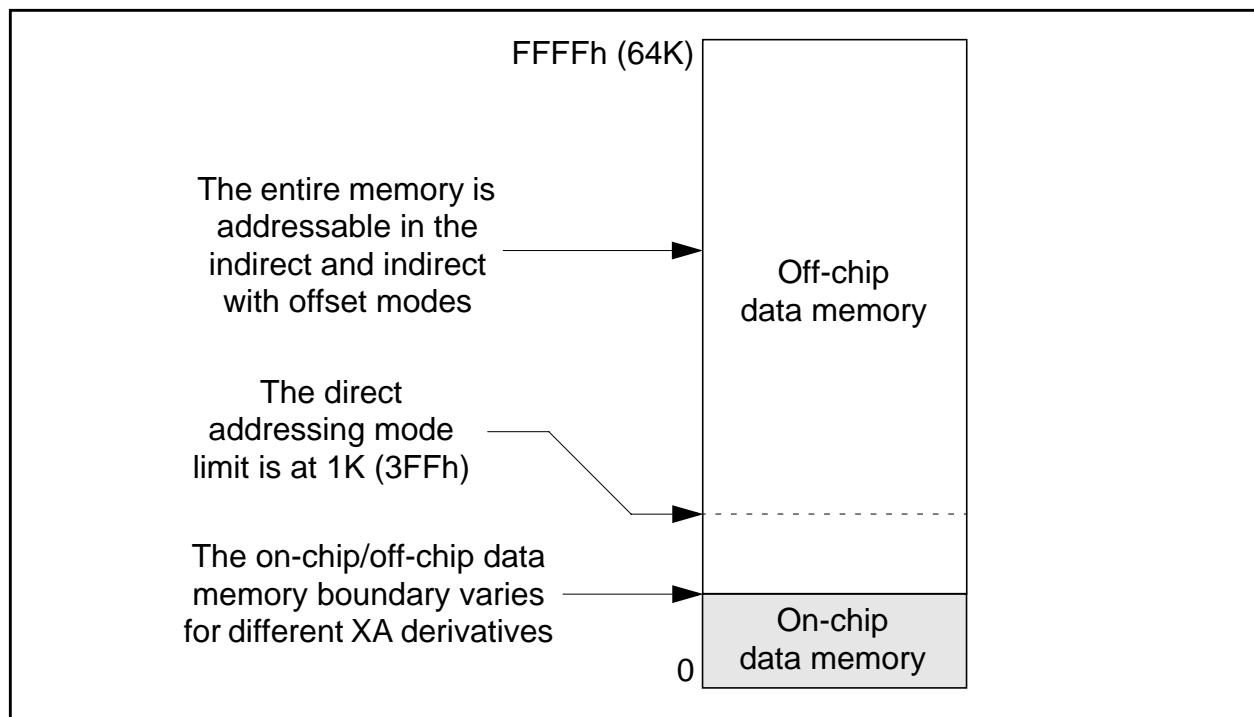 FFFFh (64K)
The entire memory is
addressable in the
indirect and indirect
with offset modes
Off-chip
data memory
The direct
addressing mode
limit is at 1K (3FFh)
The on-chip/off-chip data
memory boundary varies
for different XA derivatives
On-chip
data memory
0